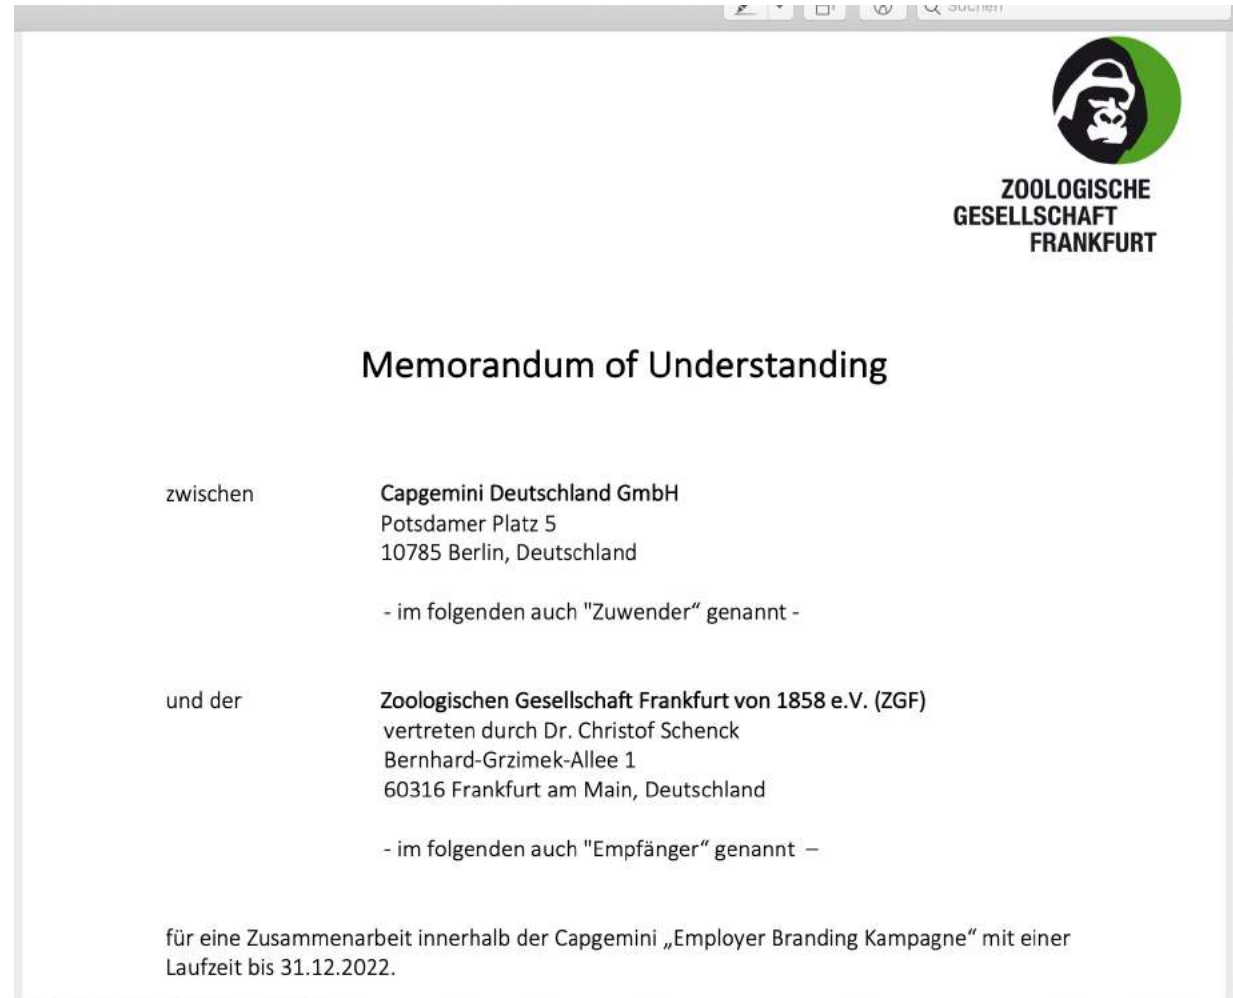 Suchen
ZOOLOGISCHE
GESELLSCHAFT
FRANKFURT
Memorandum of Understanding
zwischen Capgemini Deutschland GmbH
Potsdamer Platz 5
10785 Berlin, Deutschland
- im folgenden auch "Zuwender“ genannt -
und der Zoologischen Gesellschaft Frankfurt von 1858 e.V. (ZGF)
vertreten durch Dr. Christof Schenck
Bernhard-Grzimek-Allee 1
60316 Frankfurt am Main, Deutschland
- im folgenden auch "Empfänger“ genannt –
für eine Zusammenarbeit innerhalb der Capgemini „Employer Branding Kampagne“ mit einer
Laufzeit bis 31.12.2022.